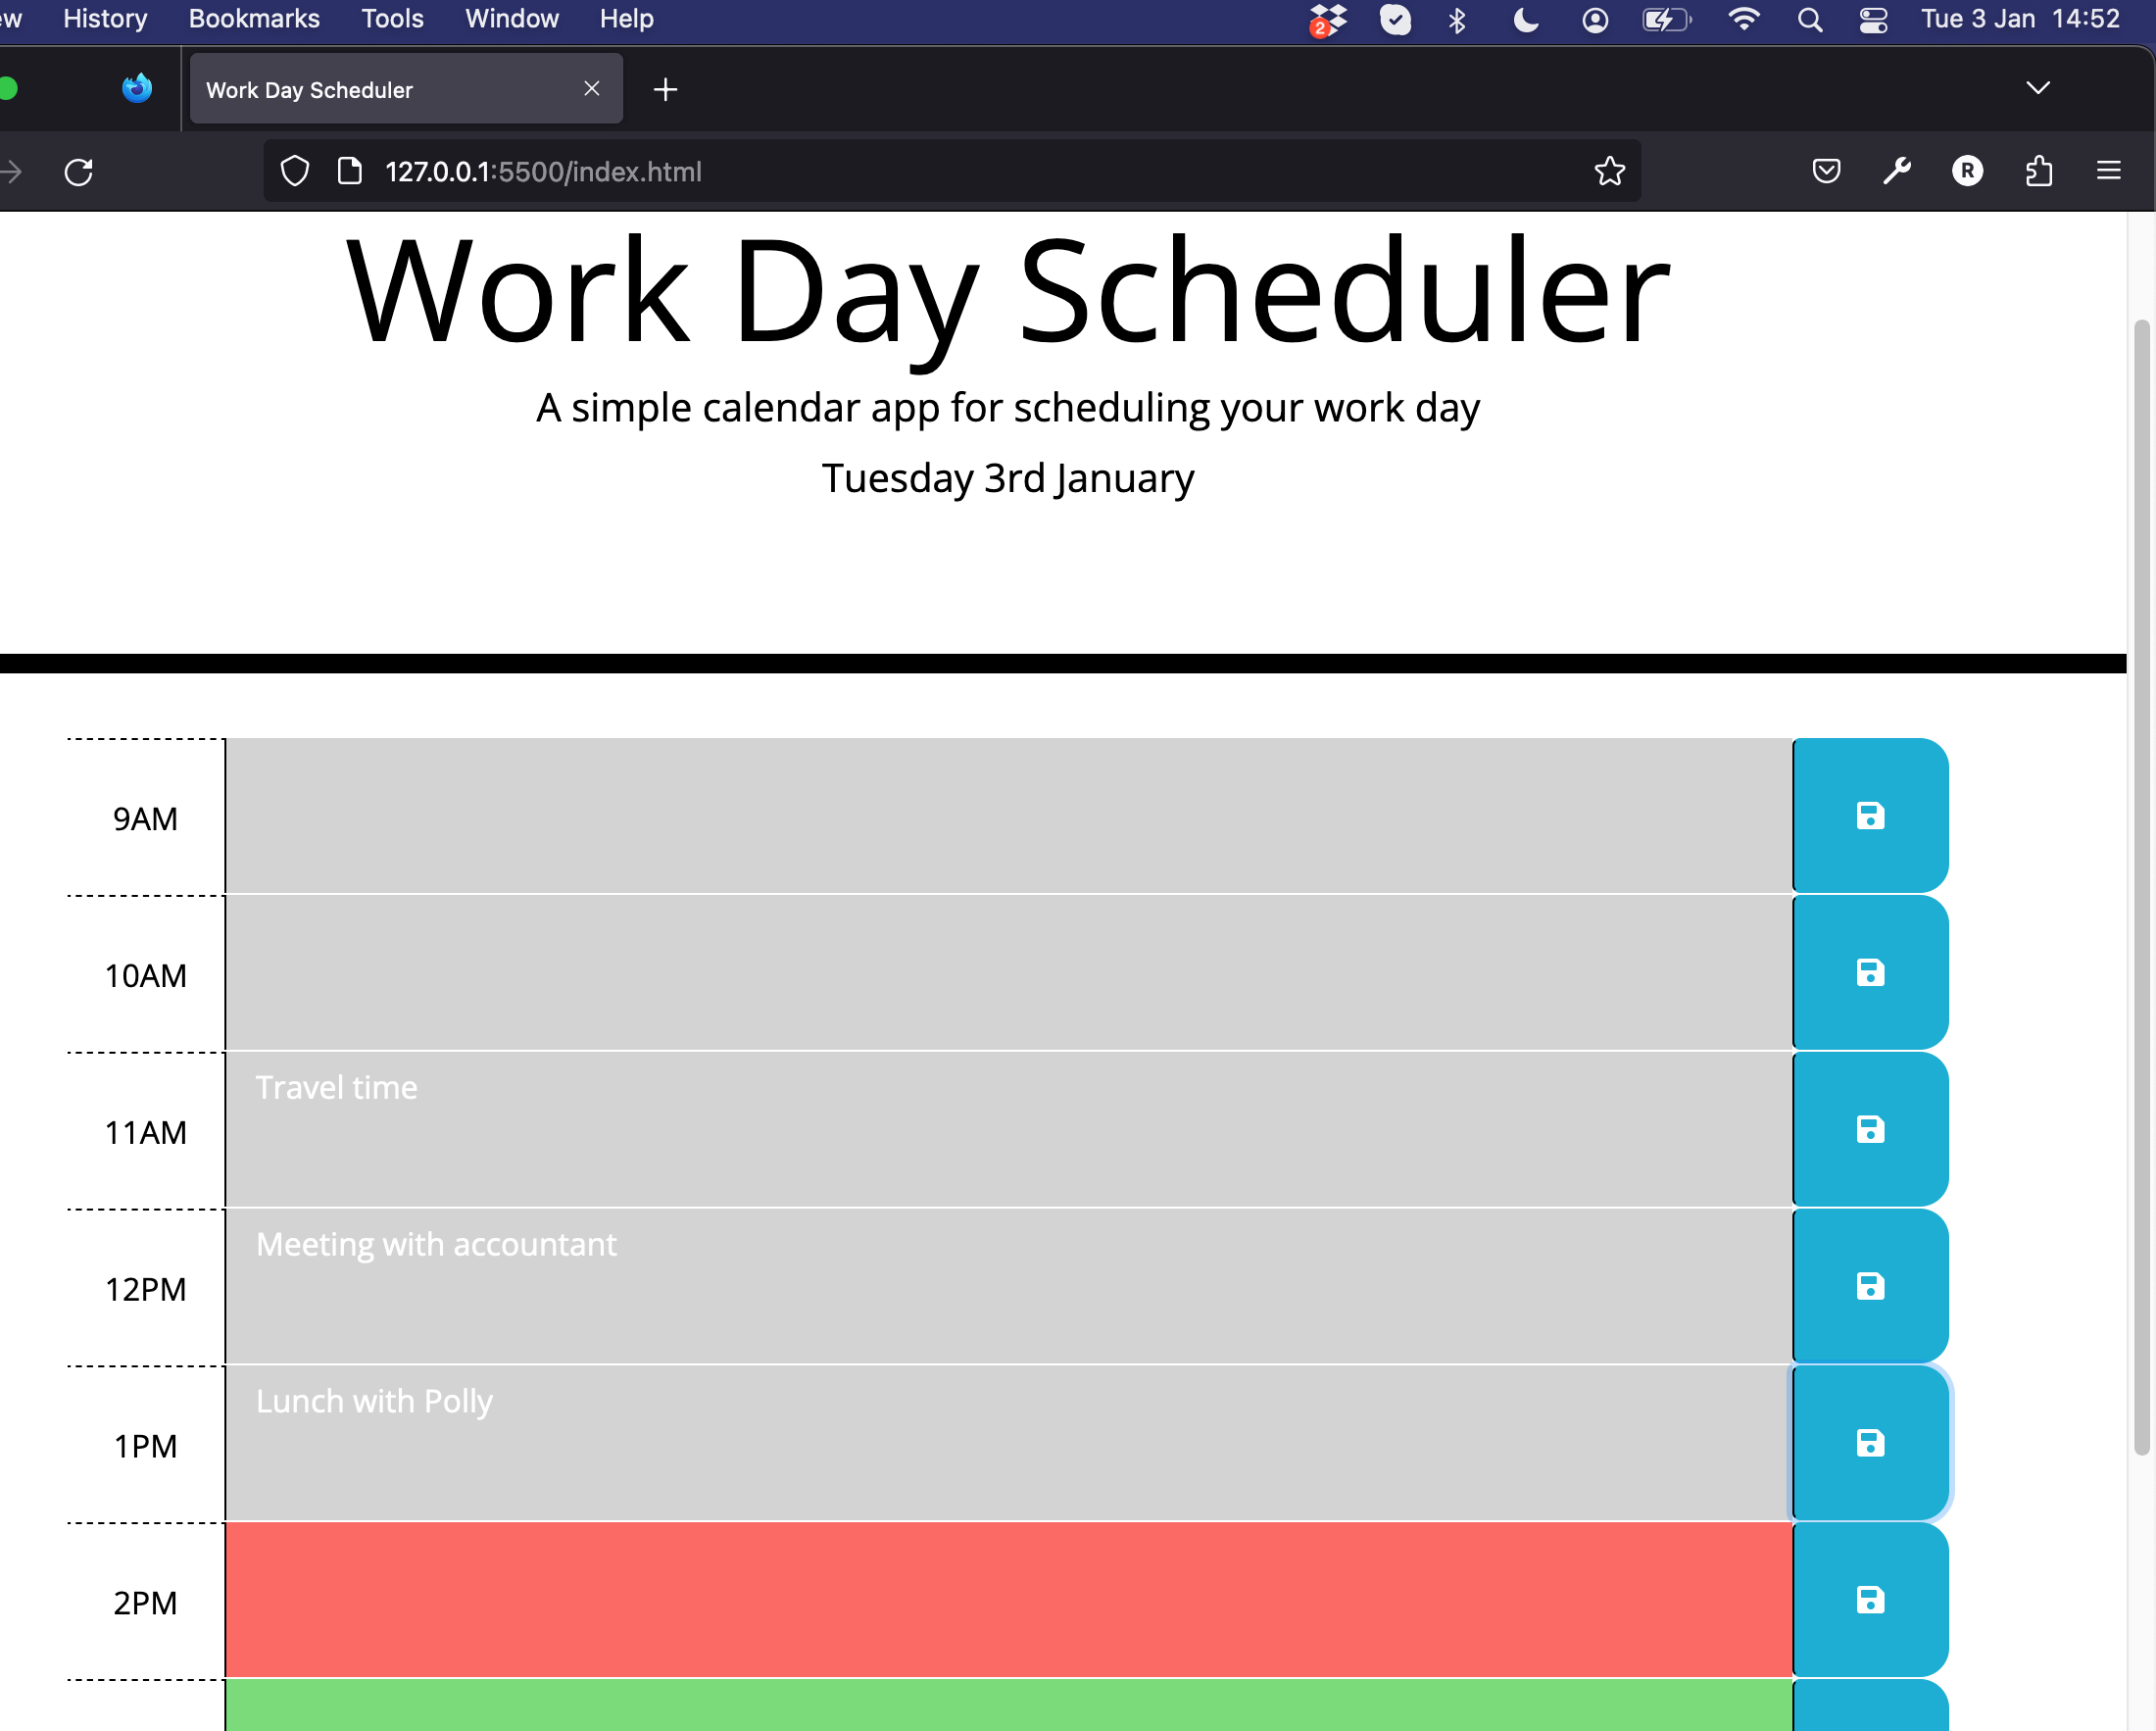 ew History Bookmarks Tools Window Help 2 Tue 3 Jan 14:52
Work Day Scheduler
127.0.0.1:5500/index.html R
Work Day Scheduler
A simple calendar app for scheduling your work day
Tuesday 3rd January
9AM
10AM
Travel time
11AM
Meeting with accountant
12PM
Lunch with Polly
1PM
2PM